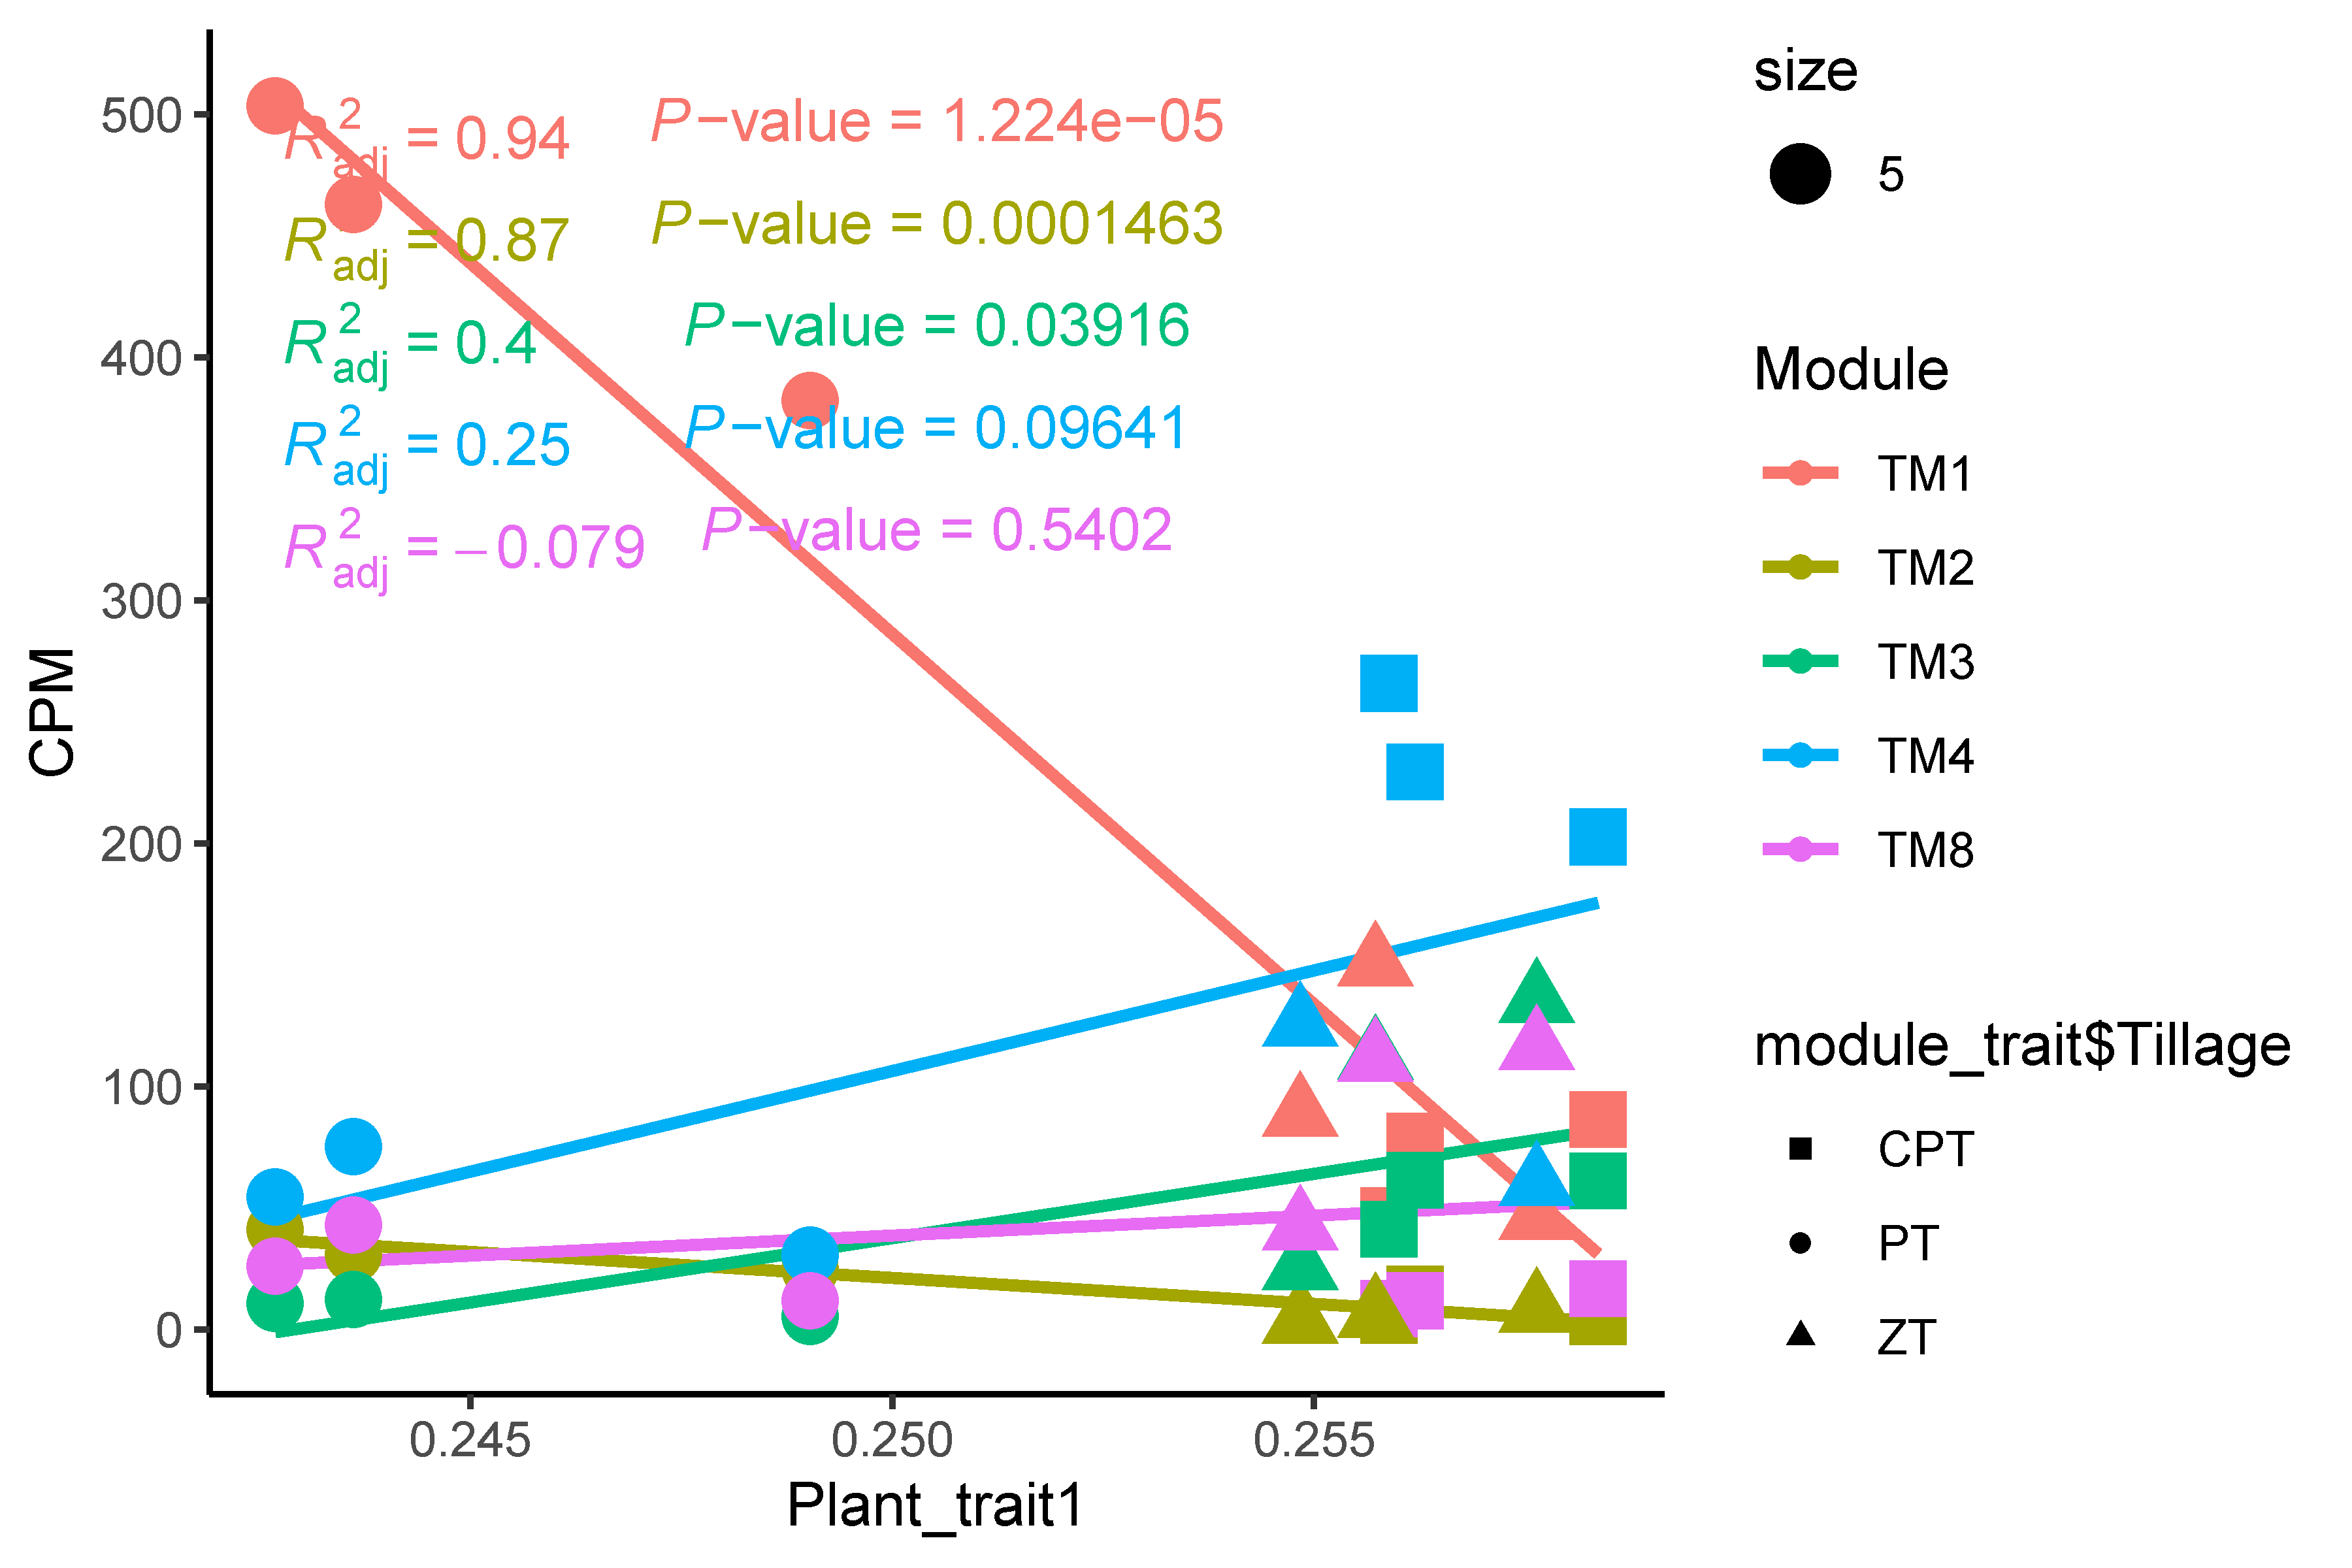 500
400
300
200
100
0
CPM
R²adj = 0.94 P−value = 1.224e−05
Radj = 0.87 P−value = 0.0001463
R²adj = 0.4 P−value = 0.03916
R²adj = 0.25 P−value = 0.09641
R²adj = −0.079 P−value = 0.5402
0.245 0.250 0.255
Plant_trait1
size
5
Module
TM1
TM2
TM3
TM4
TM8
module_trait$Tillage
CPT
PT
ZT